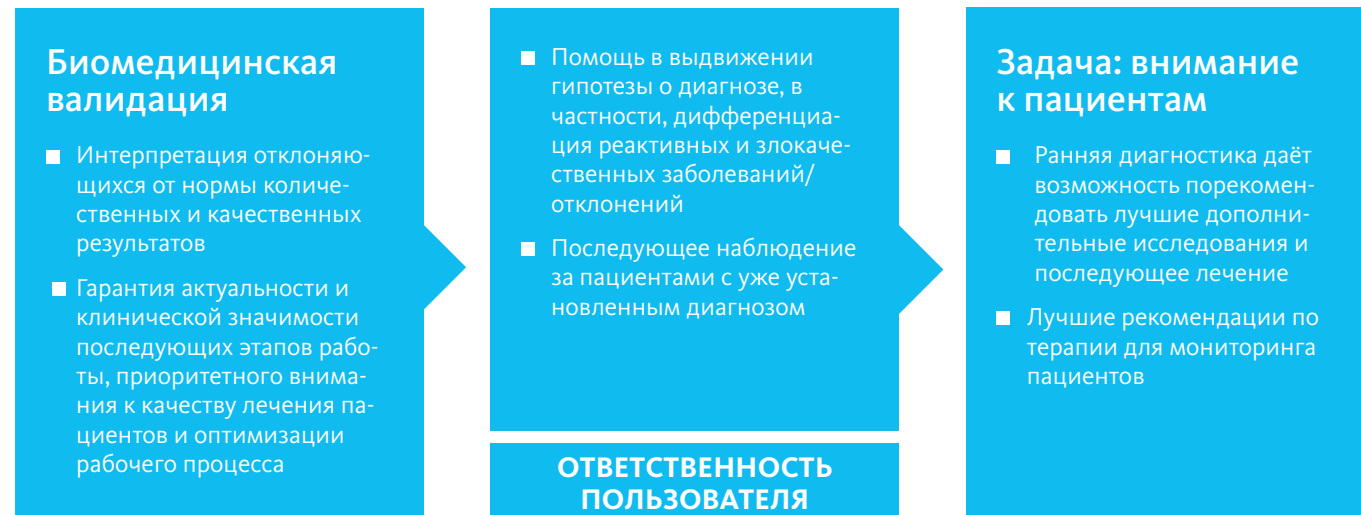 Биомедицинская
валидация
Интерпретация отклоняю-
щихся от нормы количе-
ственных и качественных
результатов
Гарантия актуальности и
клинической значимости
последующих этапов рабо-
ты, приоритетного внима-
ния к качеству лечения па-
циентов и оптимизации
рабочего процесса
Помощь в выдвижении
гипотезы о диагнозе, в
частности, дифференциа-
ция реактивных и злокаче-
ственных заболеваний/
отклонений
Последующее наблюдение
за пациентами с уже уста-
новленным диагнозом
ОТВЕТСТВЕННОСТЬ
ПОЛЬЗОВАТЕЛЯ
Задача: внимание
к пациентам
Ранняя диагностика даёт
возможность порекомен-
довать лучшие дополни-
тельные исследования и
последующее лечение
Лучшие рекомендации по
терапии для мониторинга
пациентов